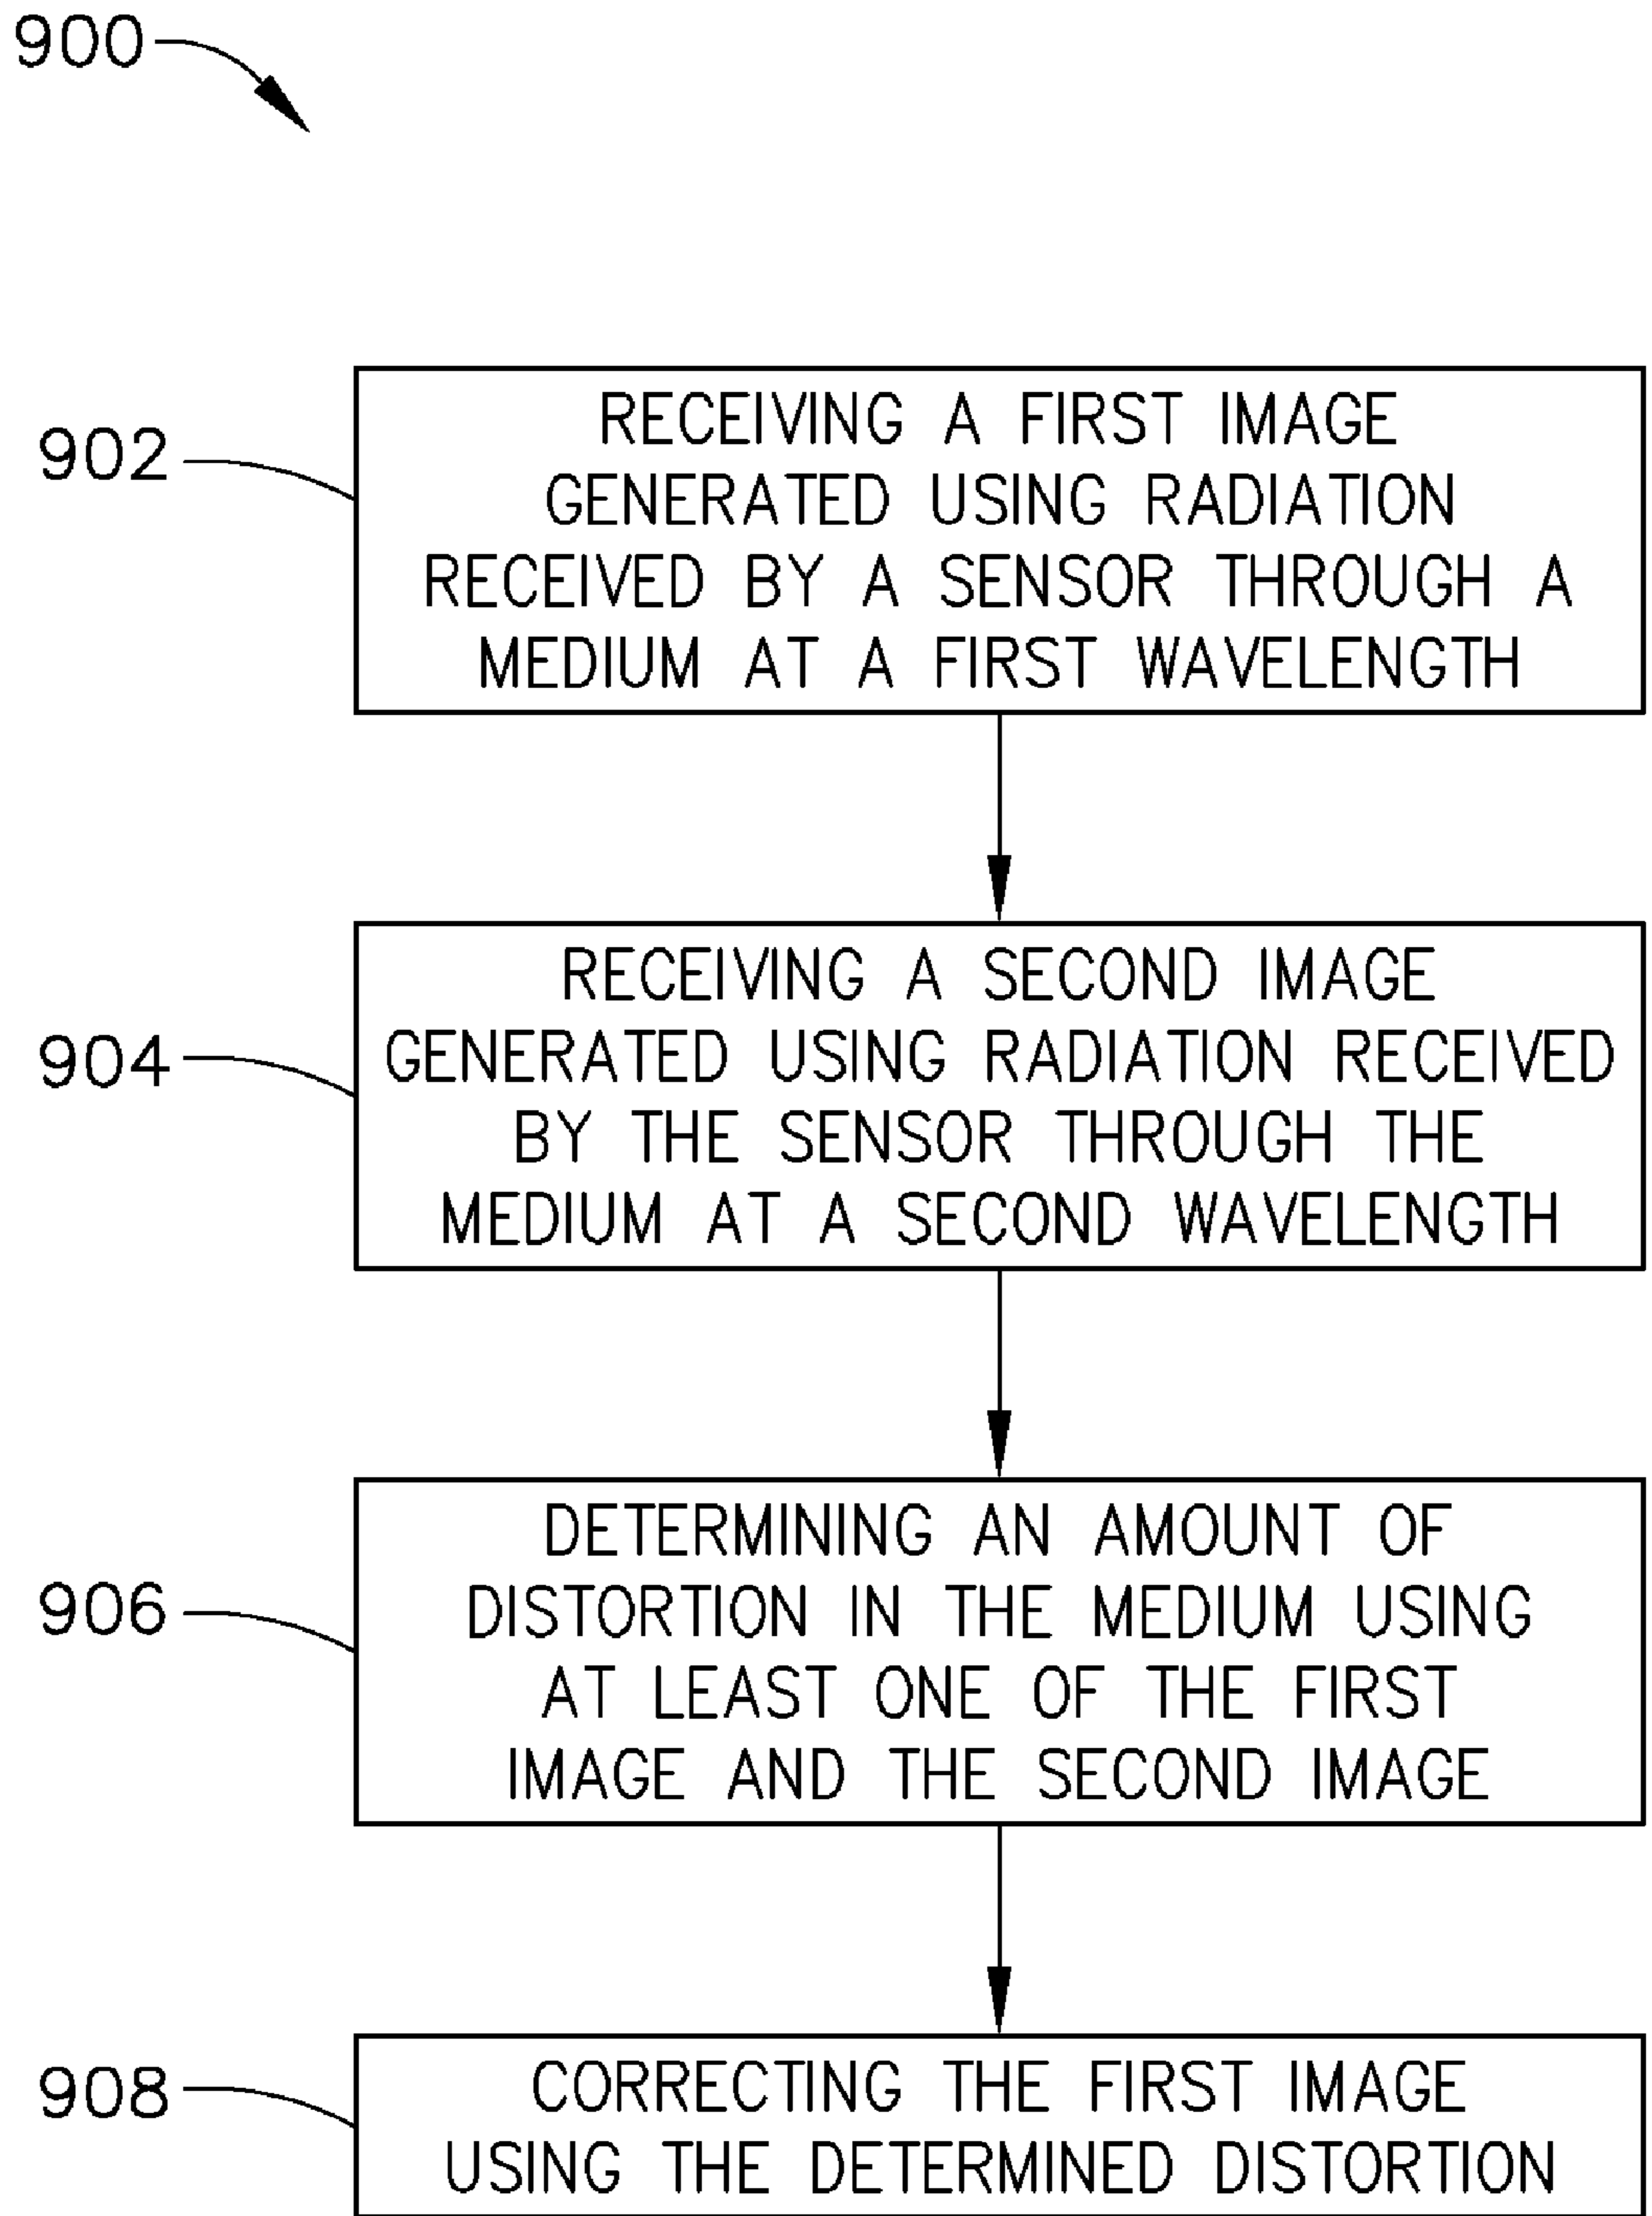 900
902
RECEIVING A FIRST IMAGE
GENERATED USING RADIATION
RECEIVED BY A SENSOR THROUGH A
MEDIUM AT A FIRST WAVELENGTH
904
RECEIVING A SECOND IMAGE
GENERATED USING RADIATION RECEIVED
BY THE SENSOR THROUGH THE
MEDIUM AT A SECOND WAVELENGTH
906
DETERMINING AN AMOUNT OF
DISTORTION IN THE MEDIUM USING
AT LEAST ONE OF THE FIRST
IMAGE AND THE SECOND IMAGE
908
CORRECTING THE FIRST IMAGE
USING THE DETERMINED DISTORTION